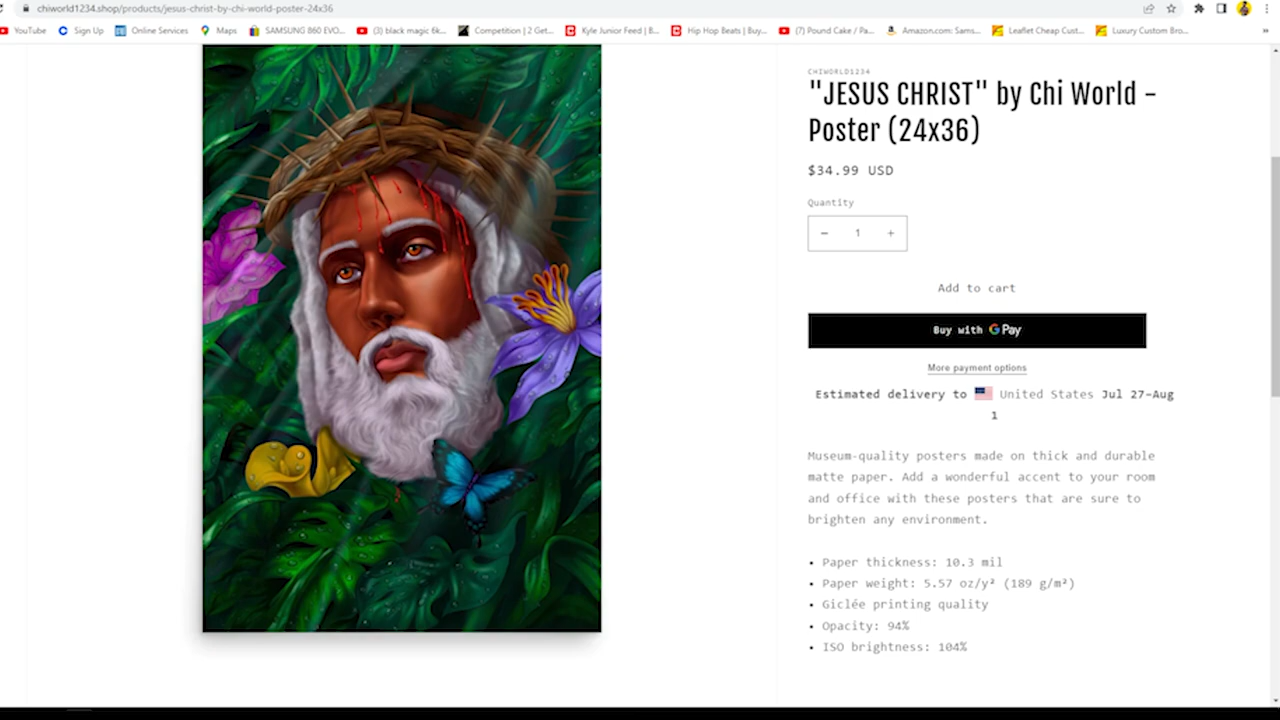 chiworld1234.shop/products/jesus-christ-by-chi-world-poster-24x36
YouTube Sign Up Online Services Maps SAMSUNG 860 EVO... (3) black magic 6k... Competition | 2 Get... Kyle Junior Feed | B... Hip Hop Beats | Buy... (7) Pound Cake / Pa... Amazon.com: Sams... Leaflet Cheap Cust... Luxury Custom Bro... »
CHIWORLD1234
"JESUS CHRIST" by Chi World -
Poster (24x36)
$34.99 USD
Quantity
− 1 +
Add to cart
Buy with G Pay
More payment options
Estimated delivery to United States Jul 27–Aug
1
Museum-quality posters made on thick and durable
matte paper. Add a wonderful accent to your room
and office with these posters that are sure to
brighten any environment.
• Paper thickness: 10.3 mil
• Paper weight: 5.57 oz/y² (189 g/m²)
• Giclée printing quality
• Opacity: 94%
• ISO brightness: 104%